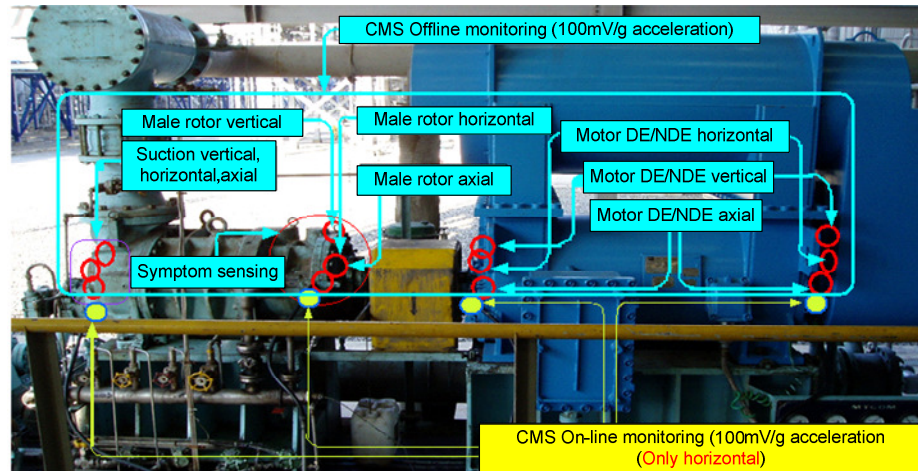 CMS Offline monitoring (100mV/g acceleration)
Male rotor vertical
Male rotor horizontal
Motor DE/NDE horizontal
Suction vertical,
horizontal,axial
Male rotor axial
Motor DE/NDE vertical
Motor DE/NDE axial
Symptom sensing
MYCOM
CMS On-line monitoring (100mV/g acceleration
(Only horizontal)